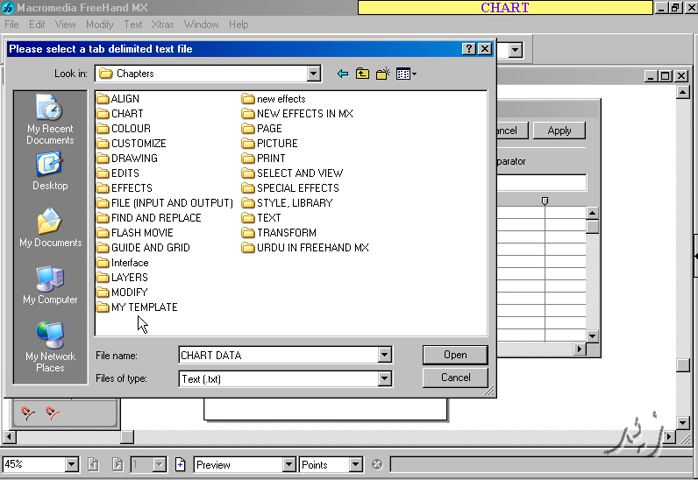 Macromedia FreeHand MX
CHART
File Edit View Modify Text Xtras Window Help
Please select a tab delimited text file
Look in: Chapters
My Recent Documents
Desktop
My Documents
My Computer
My Network Places
ALIGN
CHART
COLOUR
CUSTOMIZE
DRAWING
EDITS
EFFECTS
FILE (INPUT AND OUTPUT)
FIND AND REPLACE
FLASH MOVIE
GUIDE AND GRID
Interface
LAYERS
MODIFY
MY TEMPLATE
new effects
NEW EFFECTS IN MX
PAGE
PICTURE
PRINT
SELECT AND VIEW
SPECIAL EFFECTS
STYLE, LIBRARY
TEXT
TRANSFORM
URDU IN FREEHAND MX
File name: CHART DATA Open
Files of type: Text (.txt) Cancel
ancel Apply
parator
45% 1 Preview Points